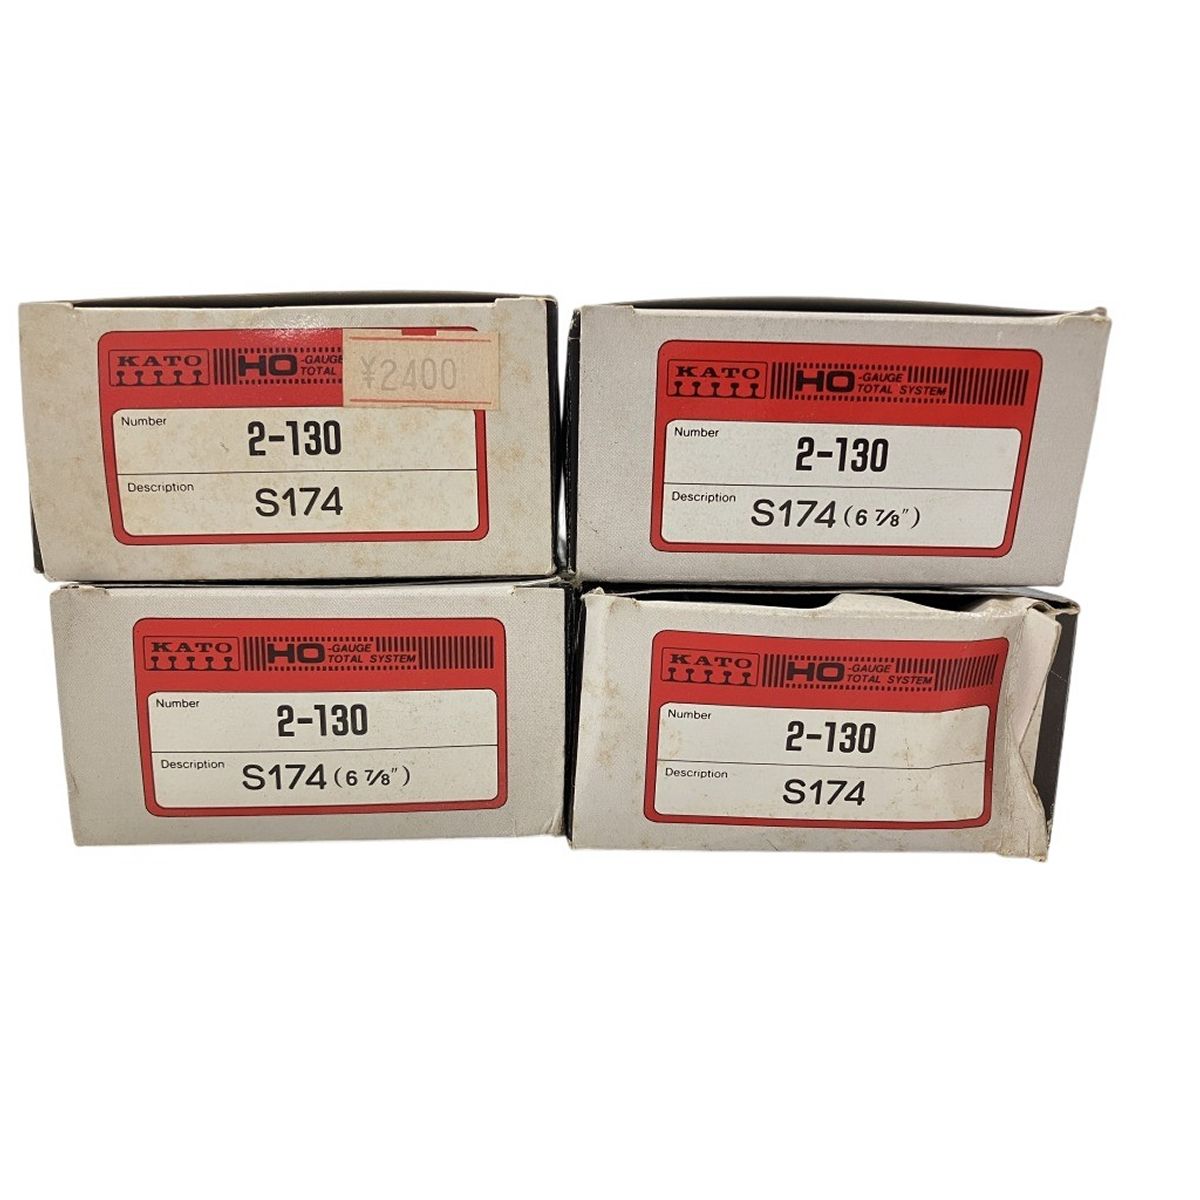 KATO HO-GAUGE
TOTAL
¥2400
Number
2-130
Description
S174
KATO HO-GAUGE
TOTAL SYSTEM
Number
2-130
Description
S174 (6 7/8")
KATO HO-GAUGE
TOTAL SYSTEM
Number
2-130
Description
S174 (6 7/8")
KATO HO-GAUGE
TOTAL SYSTEM
Number
2-130
Description
S174